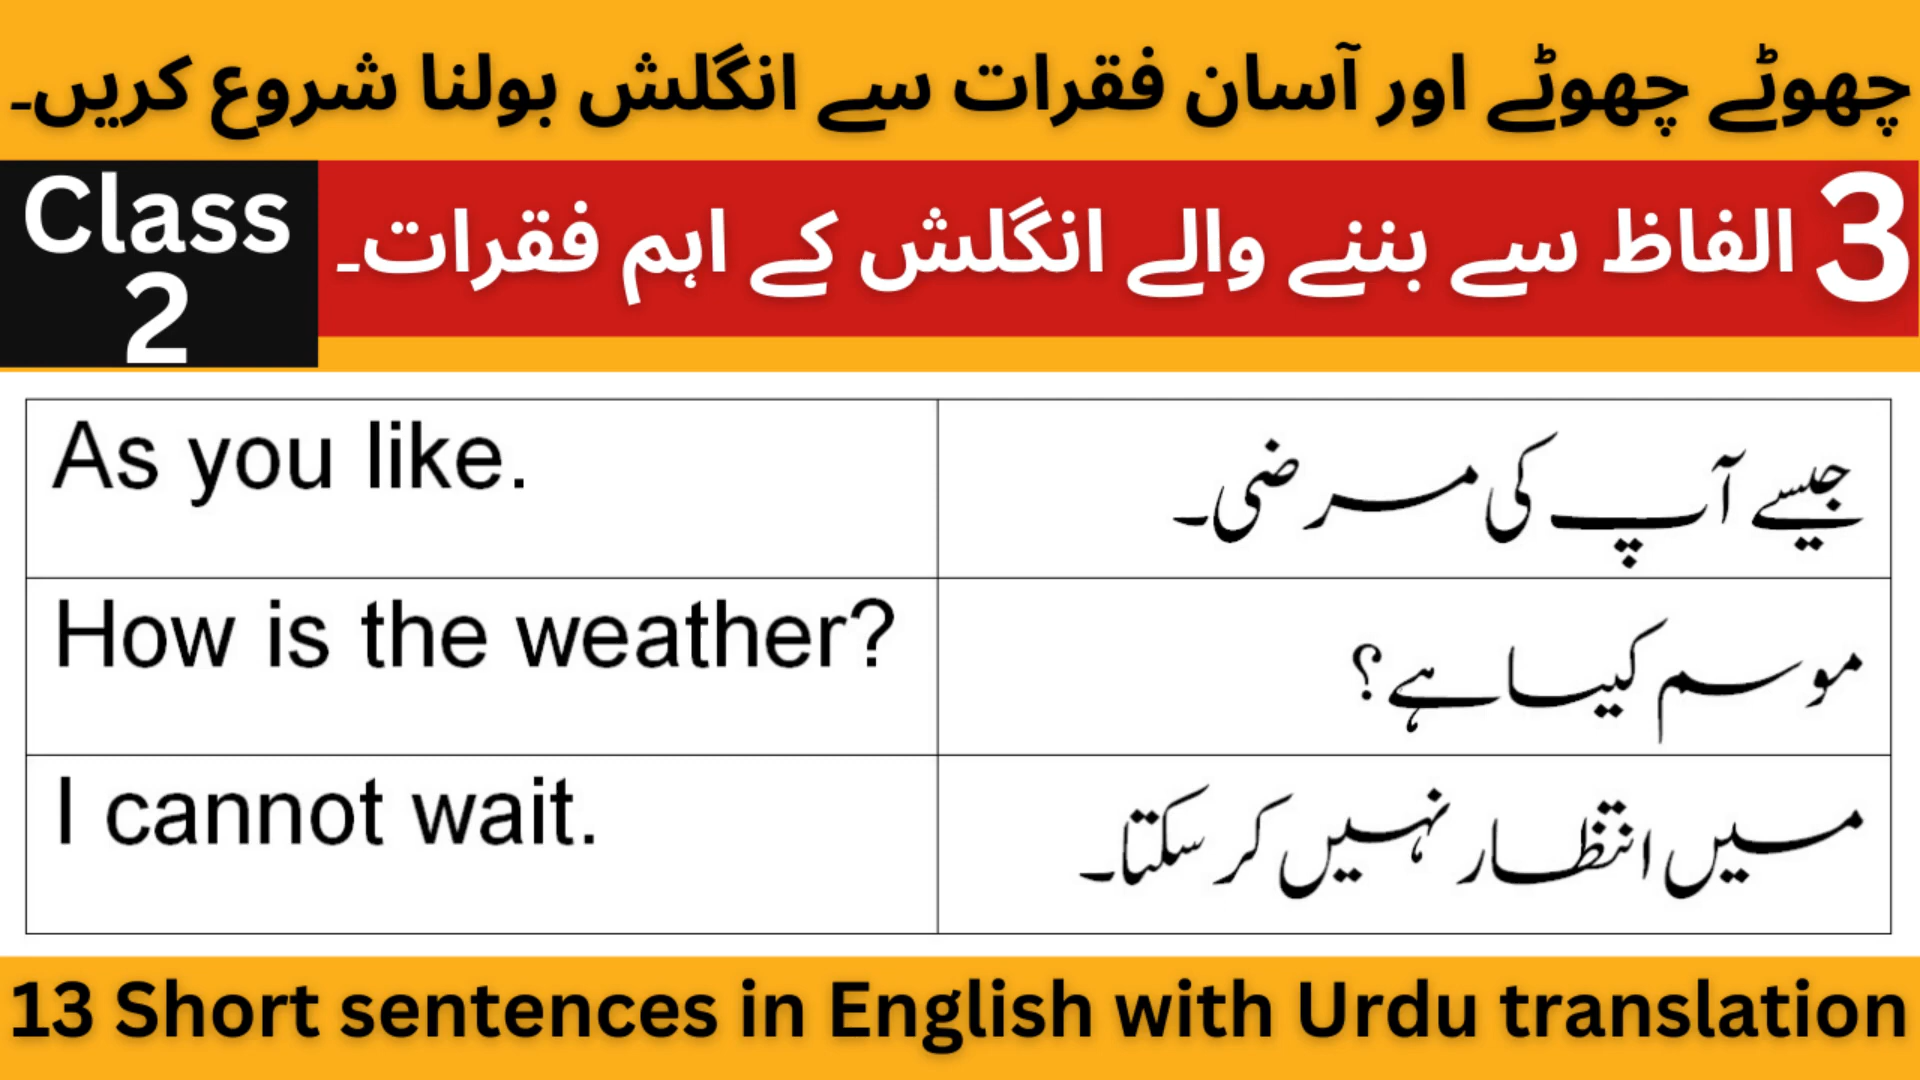 چھوٹے چھوٹے اور آسان فقرات سے انگلش بولنا شروع کریں۔
Class
2
3 الفاظ سے بننے والے انگلش کے اہم فقرات۔
As you like.
جیسے آپ کی مرضی۔
How is the weather?
موسم کیسا ہے؟
I cannot wait.
میں انتظار نہیں کر سکتا۔
13 Short sentences in English with Urdu translation